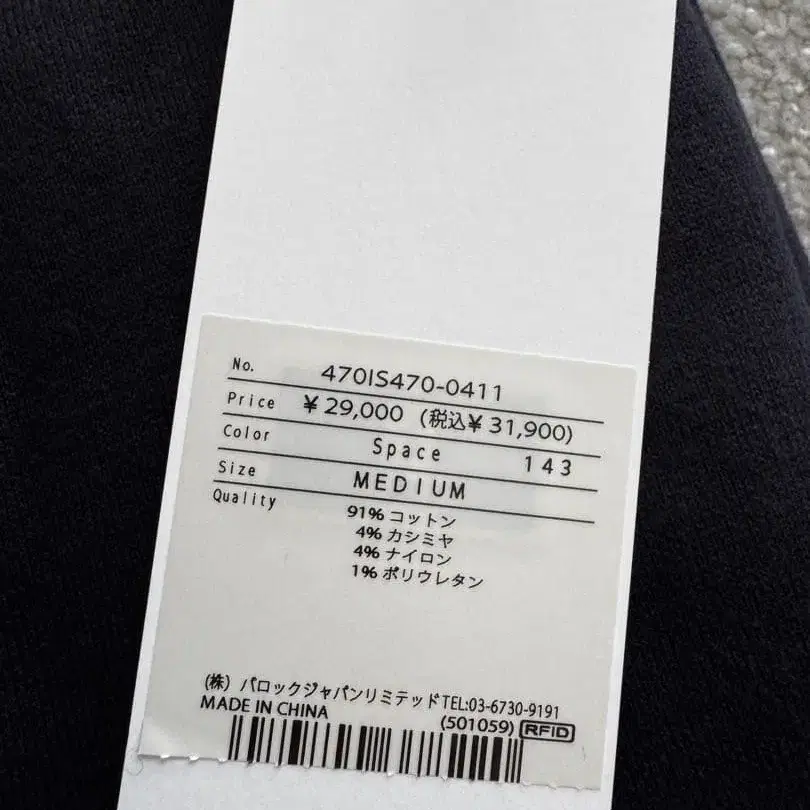 No. 470IS470-0411
Price ¥29,000 (税込¥31,900)
Color Space 143
Size MEDIUM
Quality
91% コットン
4% カシミヤ
4% ナイロン
1% ポリウレタン
(株) バロックジャパンリミテッド TEL:03-6730-9191
MADE IN CHINA (501059) RFID